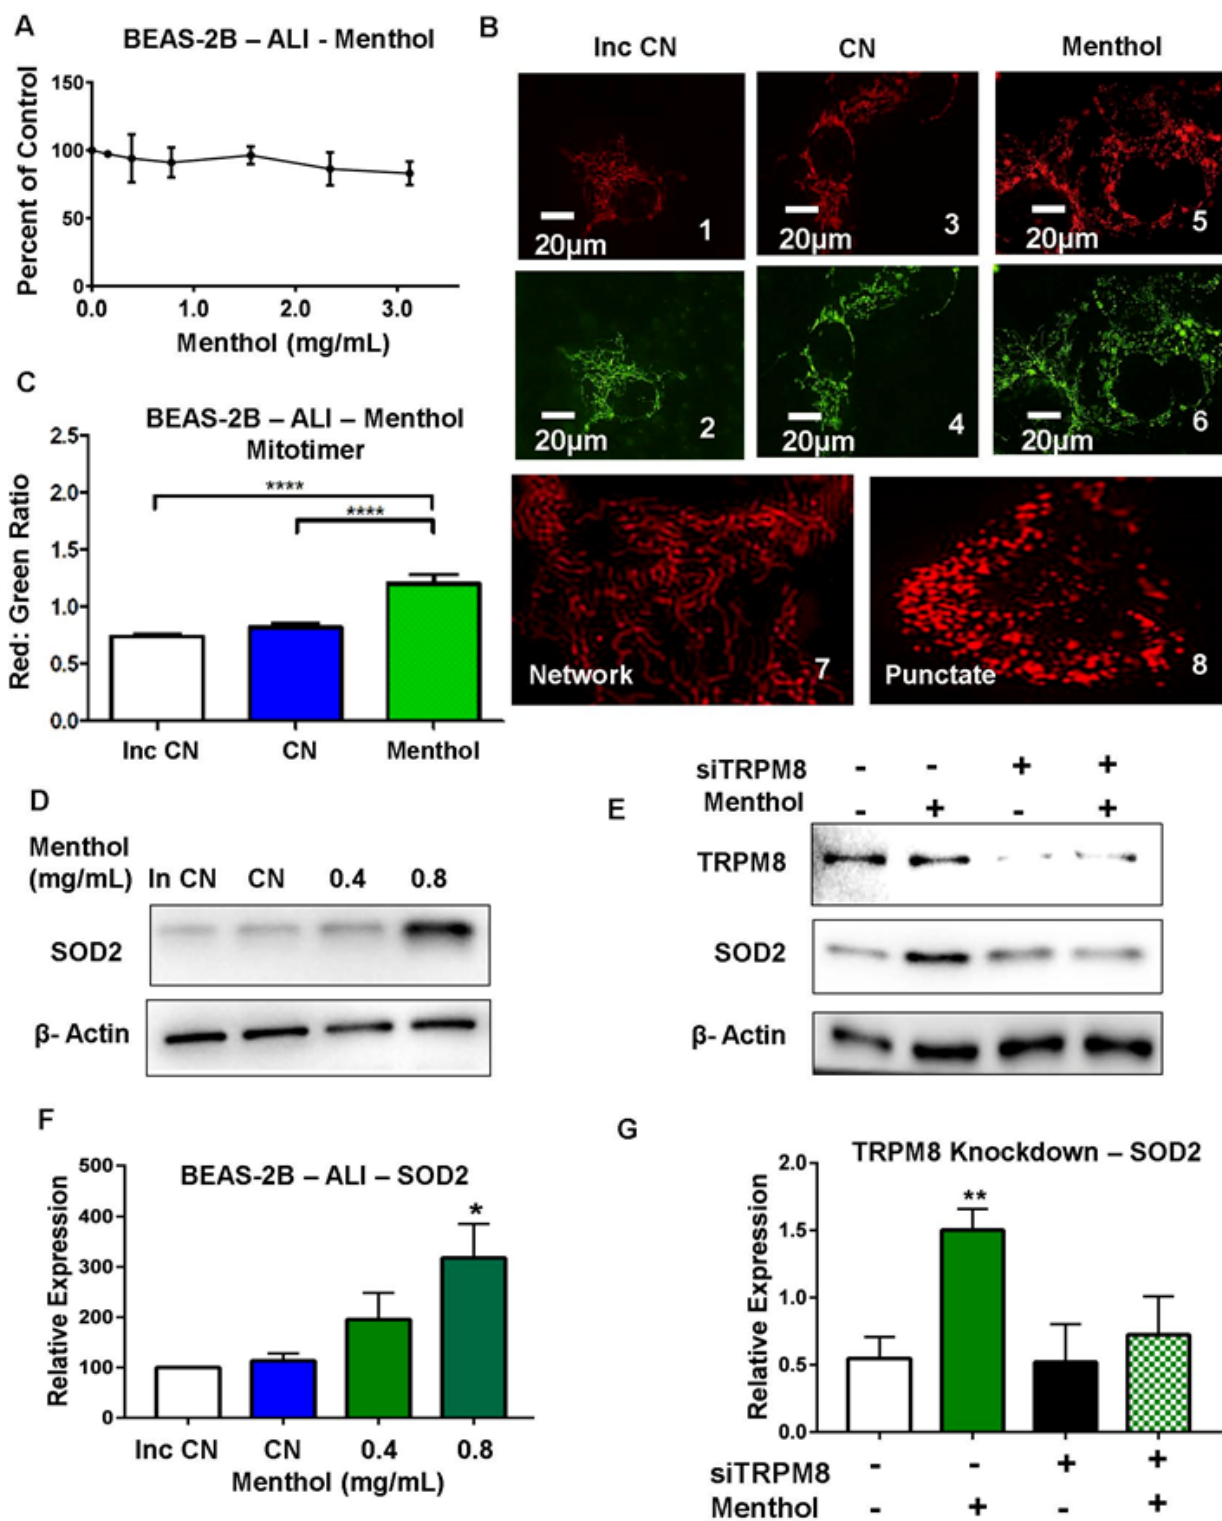 A
BEAS-2B – ALI - Menthol
150
100
50
0
Percent of Control
0.0 1.0 2.0 3.0
Menthol (mg/mL)
B
Inc CN CN Menthol
20μm 1
20μm 3
20μm 5
20μm 2
20μm 4
20μm 6
Network 7
Punctate 8
C
BEAS-2B – ALI – Menthol
Mitotimer
2.5
2.0
1.5
1.0
0.5
0.0
Red: Green Ratio
****
****
Inc CN CN Menthol
D
Menthol
(mg/mL) In CN CN 0.4 0.8
SOD2
β- Actin
E
siTRPM8 - - + +
Menthol - + - +
TRPM8
SOD2
β- Actin
F
BEAS-2B – ALI – SOD2
500
400
300
200
100
0
Relative Expression
*
Inc CN CN 0.4 0.8
Menthol (mg/mL)
G
TRPM8 Knockdown – SOD2
2.0
1.5
1.0
0.5
0.0
Relative Expression
**
siTRPM8 - - + +
Menthol - + - +